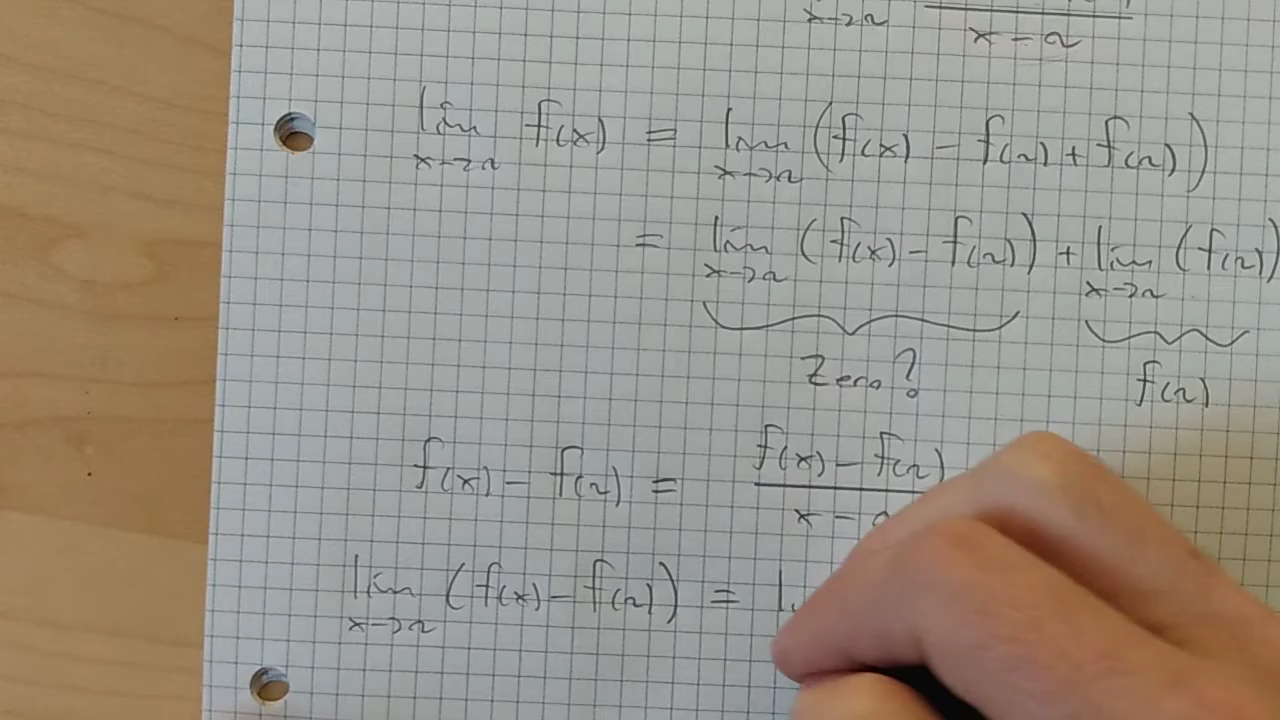 x→a x-a
lim f(x) = lim (f(x) - f(a) + f(a))
x→a x→a
= lim (f(x) - f(a)) + lim (f(a))
x→a x→a
Zero? f(a)
f(x) - f(a) = f(x) - f(a)
x - a
lim (f(x) - f(a)) =
x→a